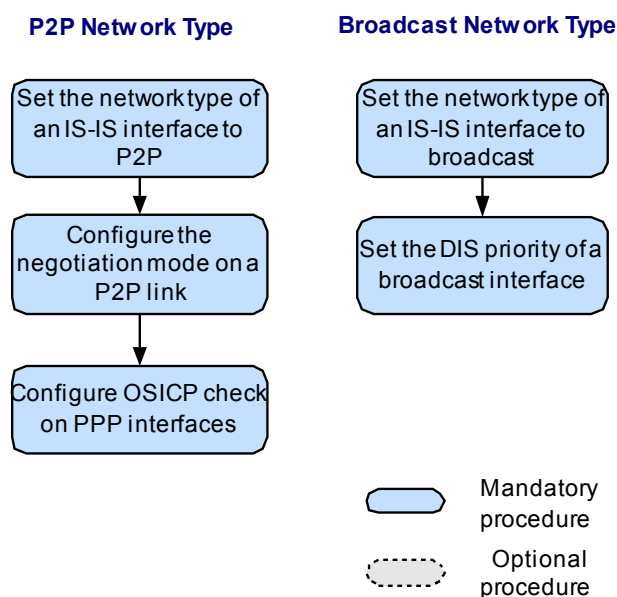 P2P Network Type
Set the network type of
an IS-IS interface to
P2P
Configure the
negotiation mode on a
P2P link
Configure OSICP check
on PPP interfaces
Broadcast Network Type
Set the network type of
an IS-IS interface to
broadcast
Set the DIS priority of a
broadcast interface
Mandatory
procedure
Optional
procedure